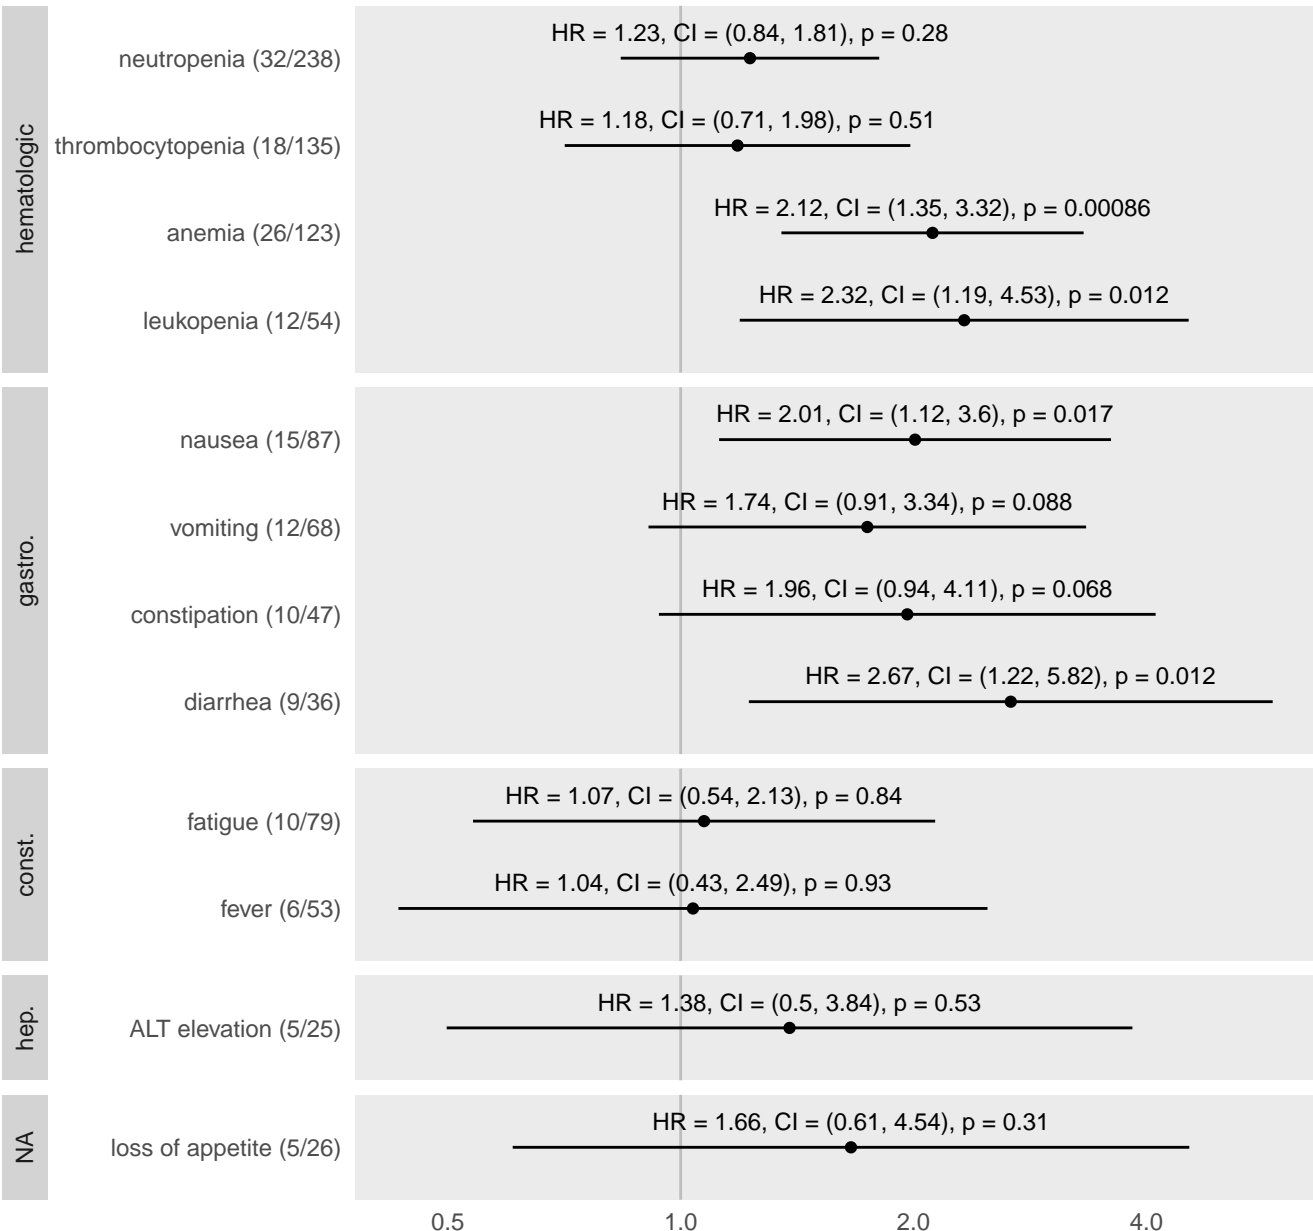 hematologic
neutropenia (32/238)
HR = 1.23, CI = (0.84, 1.81), p = 0.28
thrombocytopenia (18/135)
HR = 1.18, CI = (0.71, 1.98), p = 0.51
anemia (26/123)
HR = 2.12, CI = (1.35, 3.32), p = 0.00086
leukopenia (12/54)
HR = 2.32, CI = (1.19, 4.53), p = 0.012
gastro.
nausea (15/87)
HR = 2.01, CI = (1.12, 3.6), p = 0.017
vomiting (12/68)
HR = 1.74, CI = (0.91, 3.34), p = 0.088
constipation (10/47)
HR = 1.96, CI = (0.94, 4.11), p = 0.068
diarrhea (9/36)
HR = 2.67, CI = (1.22, 5.82), p = 0.012
const.
fatigue (10/79)
HR = 1.07, CI = (0.54, 2.13), p = 0.84
fever (6/53)
HR = 1.04, CI = (0.43, 2.49), p = 0.93
hep.
ALT elevation (5/25)
HR = 1.38, CI = (0.5, 3.84), p = 0.53
NA
loss of appetite (5/26)
HR = 1.66, CI = (0.61, 4.54), p = 0.31
0.5 1.0 2.0 4.0